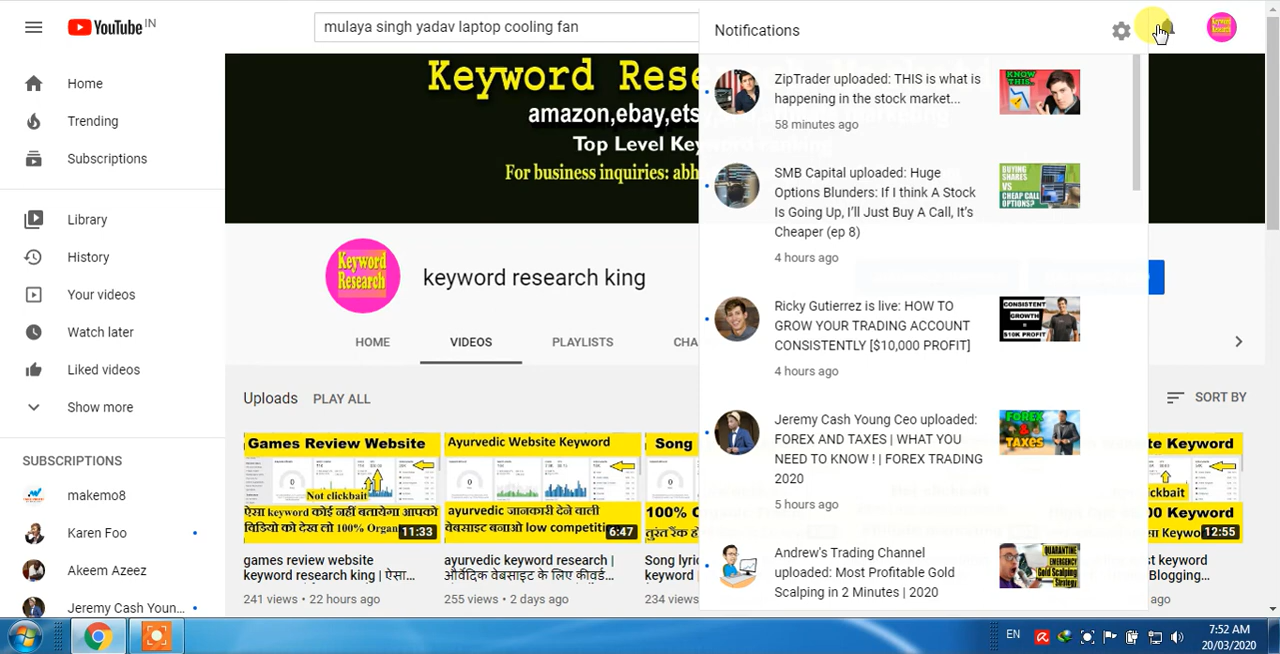 YouTube IN
mulaya singh yadav laptop cooling fan
Notifications
Home
Trending
Subscriptions
Library
History
Your videos
Watch later
Liked videos
Show more
SUBSCRIPTIONS
makemo8
Karen Foo
Akeem Azeez
Jeremy Cash Youn...
Keyword Res
amazon,ebay,ets
Top Level Keyword
For business inquiries: abh
Keyword
Research
keyword research king
HOME
VIDEOS
PLAYLISTS
CHA
Uploads
PLAY ALL
SORT BY
ZipTrader uploaded: THIS is what is
happening in the stock market...
58 minutes ago
KNOW
THIS..
SMB Capital uploaded: Huge
Options Blunders: If I think A Stock
Is Going Up, I'll Just Buy A Call, It's
Cheaper (ep 8)
4 hours ago
BUYING
SHARES
VS
CHEAP CALL
OPTIONS?
Ricky Gutierrez is live: HOW TO
GROW YOUR TRADING ACCOUNT
CONSISTENTLY [$10,000 PROFIT]
4 hours ago
CONSISTENT
GROWTH
=
$10K PROFIT
Jeremy Cash Young Ceo uploaded:
FOREX AND TAXES | WHAT YOU
NEED TO KNOW ! | FOREX TRADING
2020
5 hours ago
FOREX
&
TAXES
Andrew's Trading Channel
uploaded: Most Profitable Gold
Scalping in 2 Minutes | 2020
QUARANTINE
EMERGENCY
Gold Scalping
Strategy
Games Review Website
Not clickbait
ऐसा keyword कोई नहीं बतायेगा आपको
विडियो को देख लो 100% Organ
11:33
games review website
keyword research king | ऐसा...
241 views • 22 hours ago
Ayurvedic Website Keyword
ayurvedic जानकारी देने वाली
वेबसाइट बनाओ low competiti
6:47
ayurvedic keyword research |
औवैदिक वेबसाइट के लिए कीवर्ड...
255 views • 2 days ago
Song
100% O
तुरंत रैंक हो
Song lyric
keyword
234 views
Keyword
ckbait
00 Keyword
12:55
keyword
Blogging...
ago
EN
7:52 AM
20/03/2020